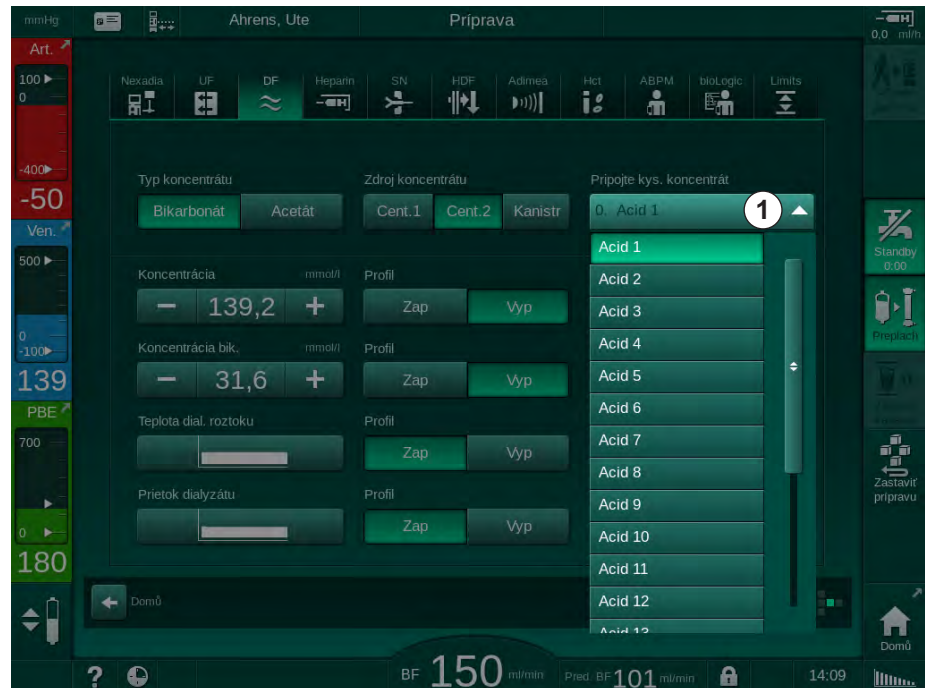 mmHg Ahrens, Ute Príprava 0,0 ml/h
Art.
100
0
-400
-50
Ven.
500
0
-100
139
PBE
700
0
180
Nexadia UF DF Heparin SN HDF Adimea Hct ABPM bioLogic Limits
Typ koncentrátu Zdroj koncentrátu Pripojte kys. koncentrát
Bikarbonát Acetát Cent.1 Cent.2 Kanistr 0. Acid 1 1
Koncentrácia mmol/l Profil
139,2 Zap Vyp
Koncentrácia bik. mmol/l Profil
31,6 Zap Vyp
Teplota dial. roztoku Profil
Zap Vyp
Prietok dialyzátu Profil
Zap Vyp
Acid 1
Acid 2
Acid 3
Acid 4
Acid 5
Acid 6
Acid 7
Acid 8
Acid 9
Acid 10
Acid 11
Acid 12
Acid 13
Standby
0:00
Preplach
Zastaviť
prípravu
Domů
Domů
? BF 150 ml/min Pred. BF 101 ml/min 14:09